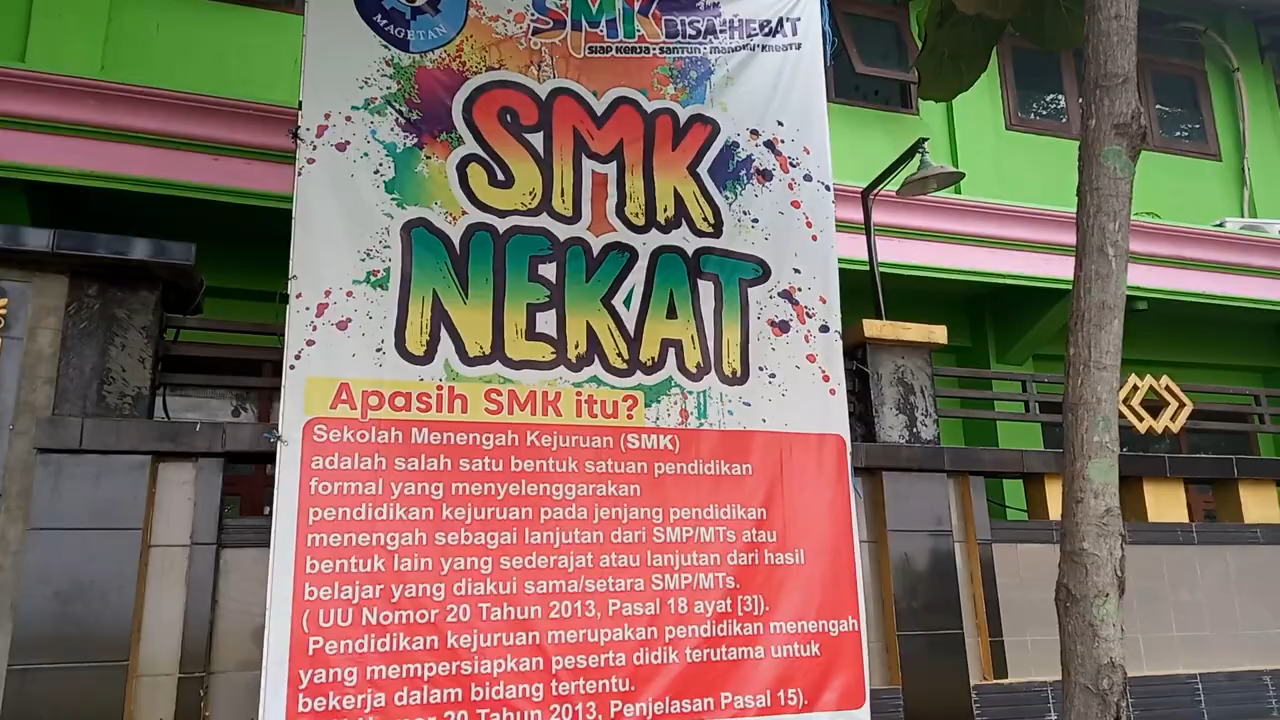 MAGETAN
SMK BISA-HEBAT
SIAP KERJA • SANTUN • MANDIRI • KREATIF
SMK
NEKAT
Apasih SMK itu?
Sekolah Menengah Kejuruan (SMK)
adalah salah satu bentuk satuan pendidikan
formal yang menyelenggarakan
pendidikan kejuruan pada jenjang pendidikan
menengah sebagai lanjutan dari SMP/MTs atau
bentuk lain yang sederajat atau lanjutan dari hasil
belajar yang diakui sama/setara SMP/MTs.
( UU Nomor 20 Tahun 2013, Pasal 18 ayat [3]).
Pendidikan kejuruan merupakan pendidikan menengah
yang mempersiapkan peserta didik terutama untuk
bekerja dalam bidang tertentu.
Nomor 20 Tahun 2013, Penjelasan Pasal 15).